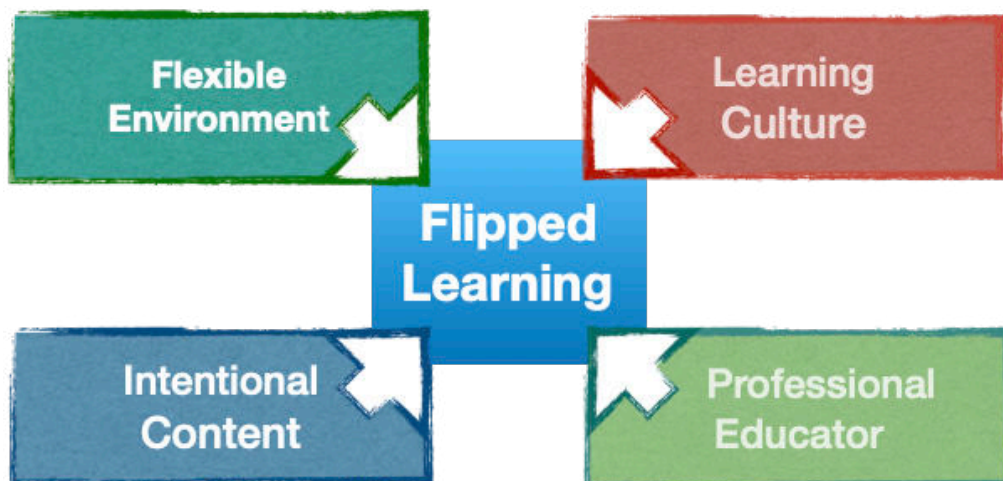 Flexible
Environment
Learning
Culture
Flipped
Learning
Intentional
Content
Professional
Educator